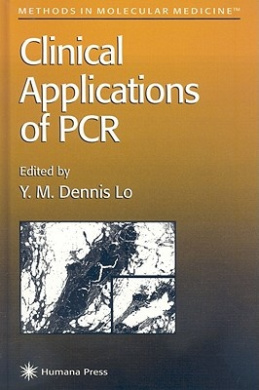 METHODS IN MOLECULAR MEDICINE™
Clinical
Applications
of PCR
Edited by
Y. M. Dennis Lo
Humana Press